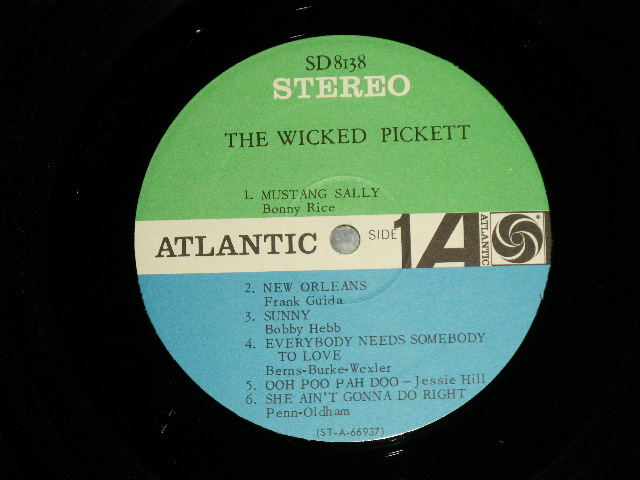 SD 8138
STEREO
THE WICKED PICKETT
1. MUSTANG SALLY
Bonny Rice
ATLANTIC
SIDE 1
A
ATLANTIC
2. NEW ORLEANS
Frank Guida
3. SUNNY
Bobby Hebb
4. EVERYBODY NEEDS SOMEBODY
TO LOVE
Berns-Burke-Wexler
5. OOH POO PAH DOO – Jessie Hill
6. SHE AIN'T GONNA DO RIGHT
Penn-Oldham
(ST-A-66937)